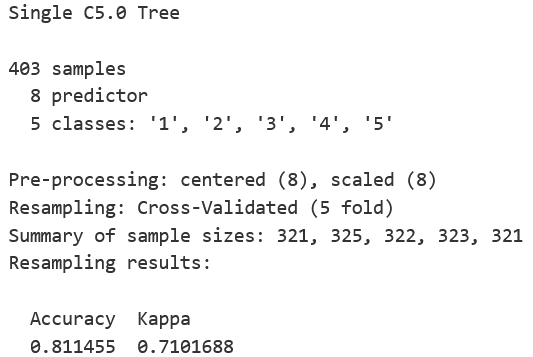 Single C5.0 Tree

403 samples
  8 predictor
  5 classes: '1', '2', '3', '4', '5'

Pre-processing: centered (8), scaled (8)
Resampling: Cross-Validated (5 fold)
Summary of sample sizes: 321, 325, 322, 323, 321
Resampling results:

  Accuracy  Kappa
  0.811455  0.7101688